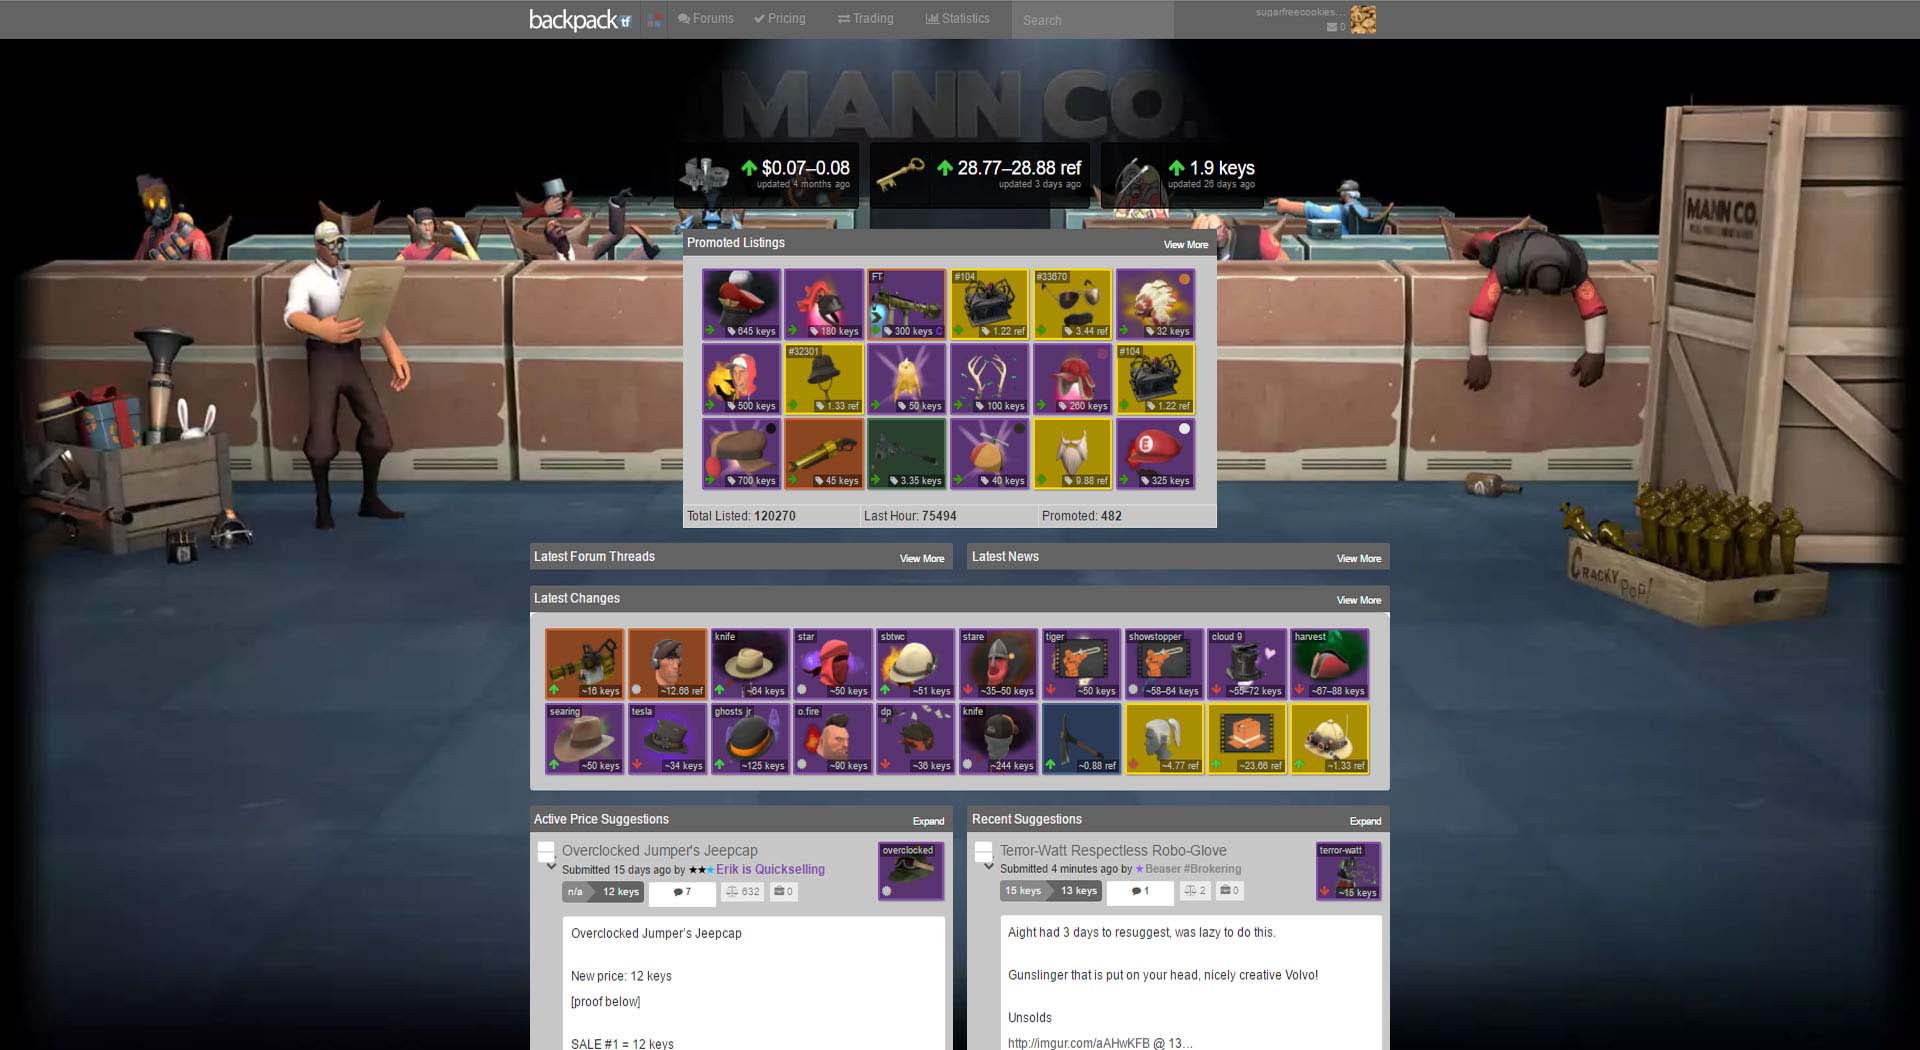 backpack tf
Forums Pricing Trading Statistics Search
sugarfreecookies...
0
MANN CO.
$0.07–0.08
updated 4 months ago
28.77–28.88 ref
updated 3 days ago
1.9 keys
updated 26 days ago
MANN CO.
Promoted Listings View More
FT #104 #33670
645 keys 180 keys 300 keys C 1.22 ref 3.44 ref 32 keys
#32301 #104
500 keys 1.33 ref 50 keys 100 keys 260 keys 1.22 ref
E
700 keys 45 keys 3.35 keys 40 keys 9.88 ref 325 keys
Total Listed: 120270 Last Hour: 75494 Promoted: 482
CRACKY POP!
Latest Forum Threads View More
Latest News View More
Latest Changes View More
knife star sbtwc stare tiger showstopper cloud 9 harvest
~16 keys ~12.66 ref ~64 keys ~50 keys ~51 keys ~35–50 keys ~50 keys ~58–64 keys ~55–72 keys ~67–88 keys
searing tesla ghosts jr o.fire dp knife
~50 keys ~34 keys ~125 keys ~90 keys ~36 keys ~244 keys ~0.88 ref ~4.77 ref ~23.66 ref ~1.33 ref
Active Price Suggestions Expand
Overclocked Jumper's Jeepcap
Submitted 15 days ago by ★★★Erik is Quickselling
n/a 12 keys 7 632 0
overclocked
Overclocked Jumper's Jeepcap
New price: 12 keys
[proof below]
SALE #1 = 12 keys
Recent Suggestions Expand
Terror-Watt Respectless Robo-Glove
Submitted 4 minutes ago by ★Beaser #Brokering
15 keys 13 keys 1 2 0
terror-watt
~15 keys
Aight had 3 days to resuggest, was lazy to do this.
Gunslinger that is put on your head, nicely creative Volvo!
Unsolds
http://imgur.com/aAHwKFB @ 13...